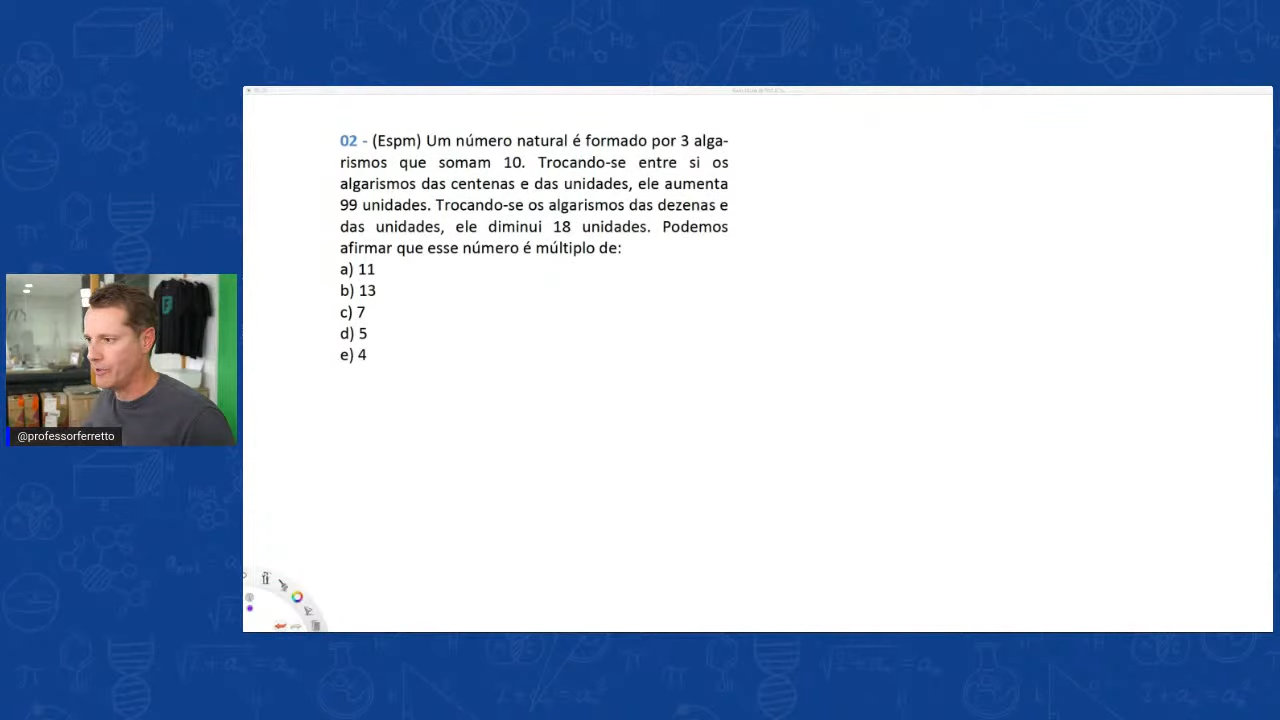 02 - (Espm) Um número natural é formado por 3 alga-
rismos que somam 10. Trocando-se entre si os
algarismos das centenas e das unidades, ele aumenta
99 unidades. Trocando-se os algarismos das dezenas e
das unidades, ele diminui 18 unidades. Podemos
afirmar que esse número é múltiplo de:
a) 11
b) 13
c) 7
d) 5
e) 4
@professorferretto